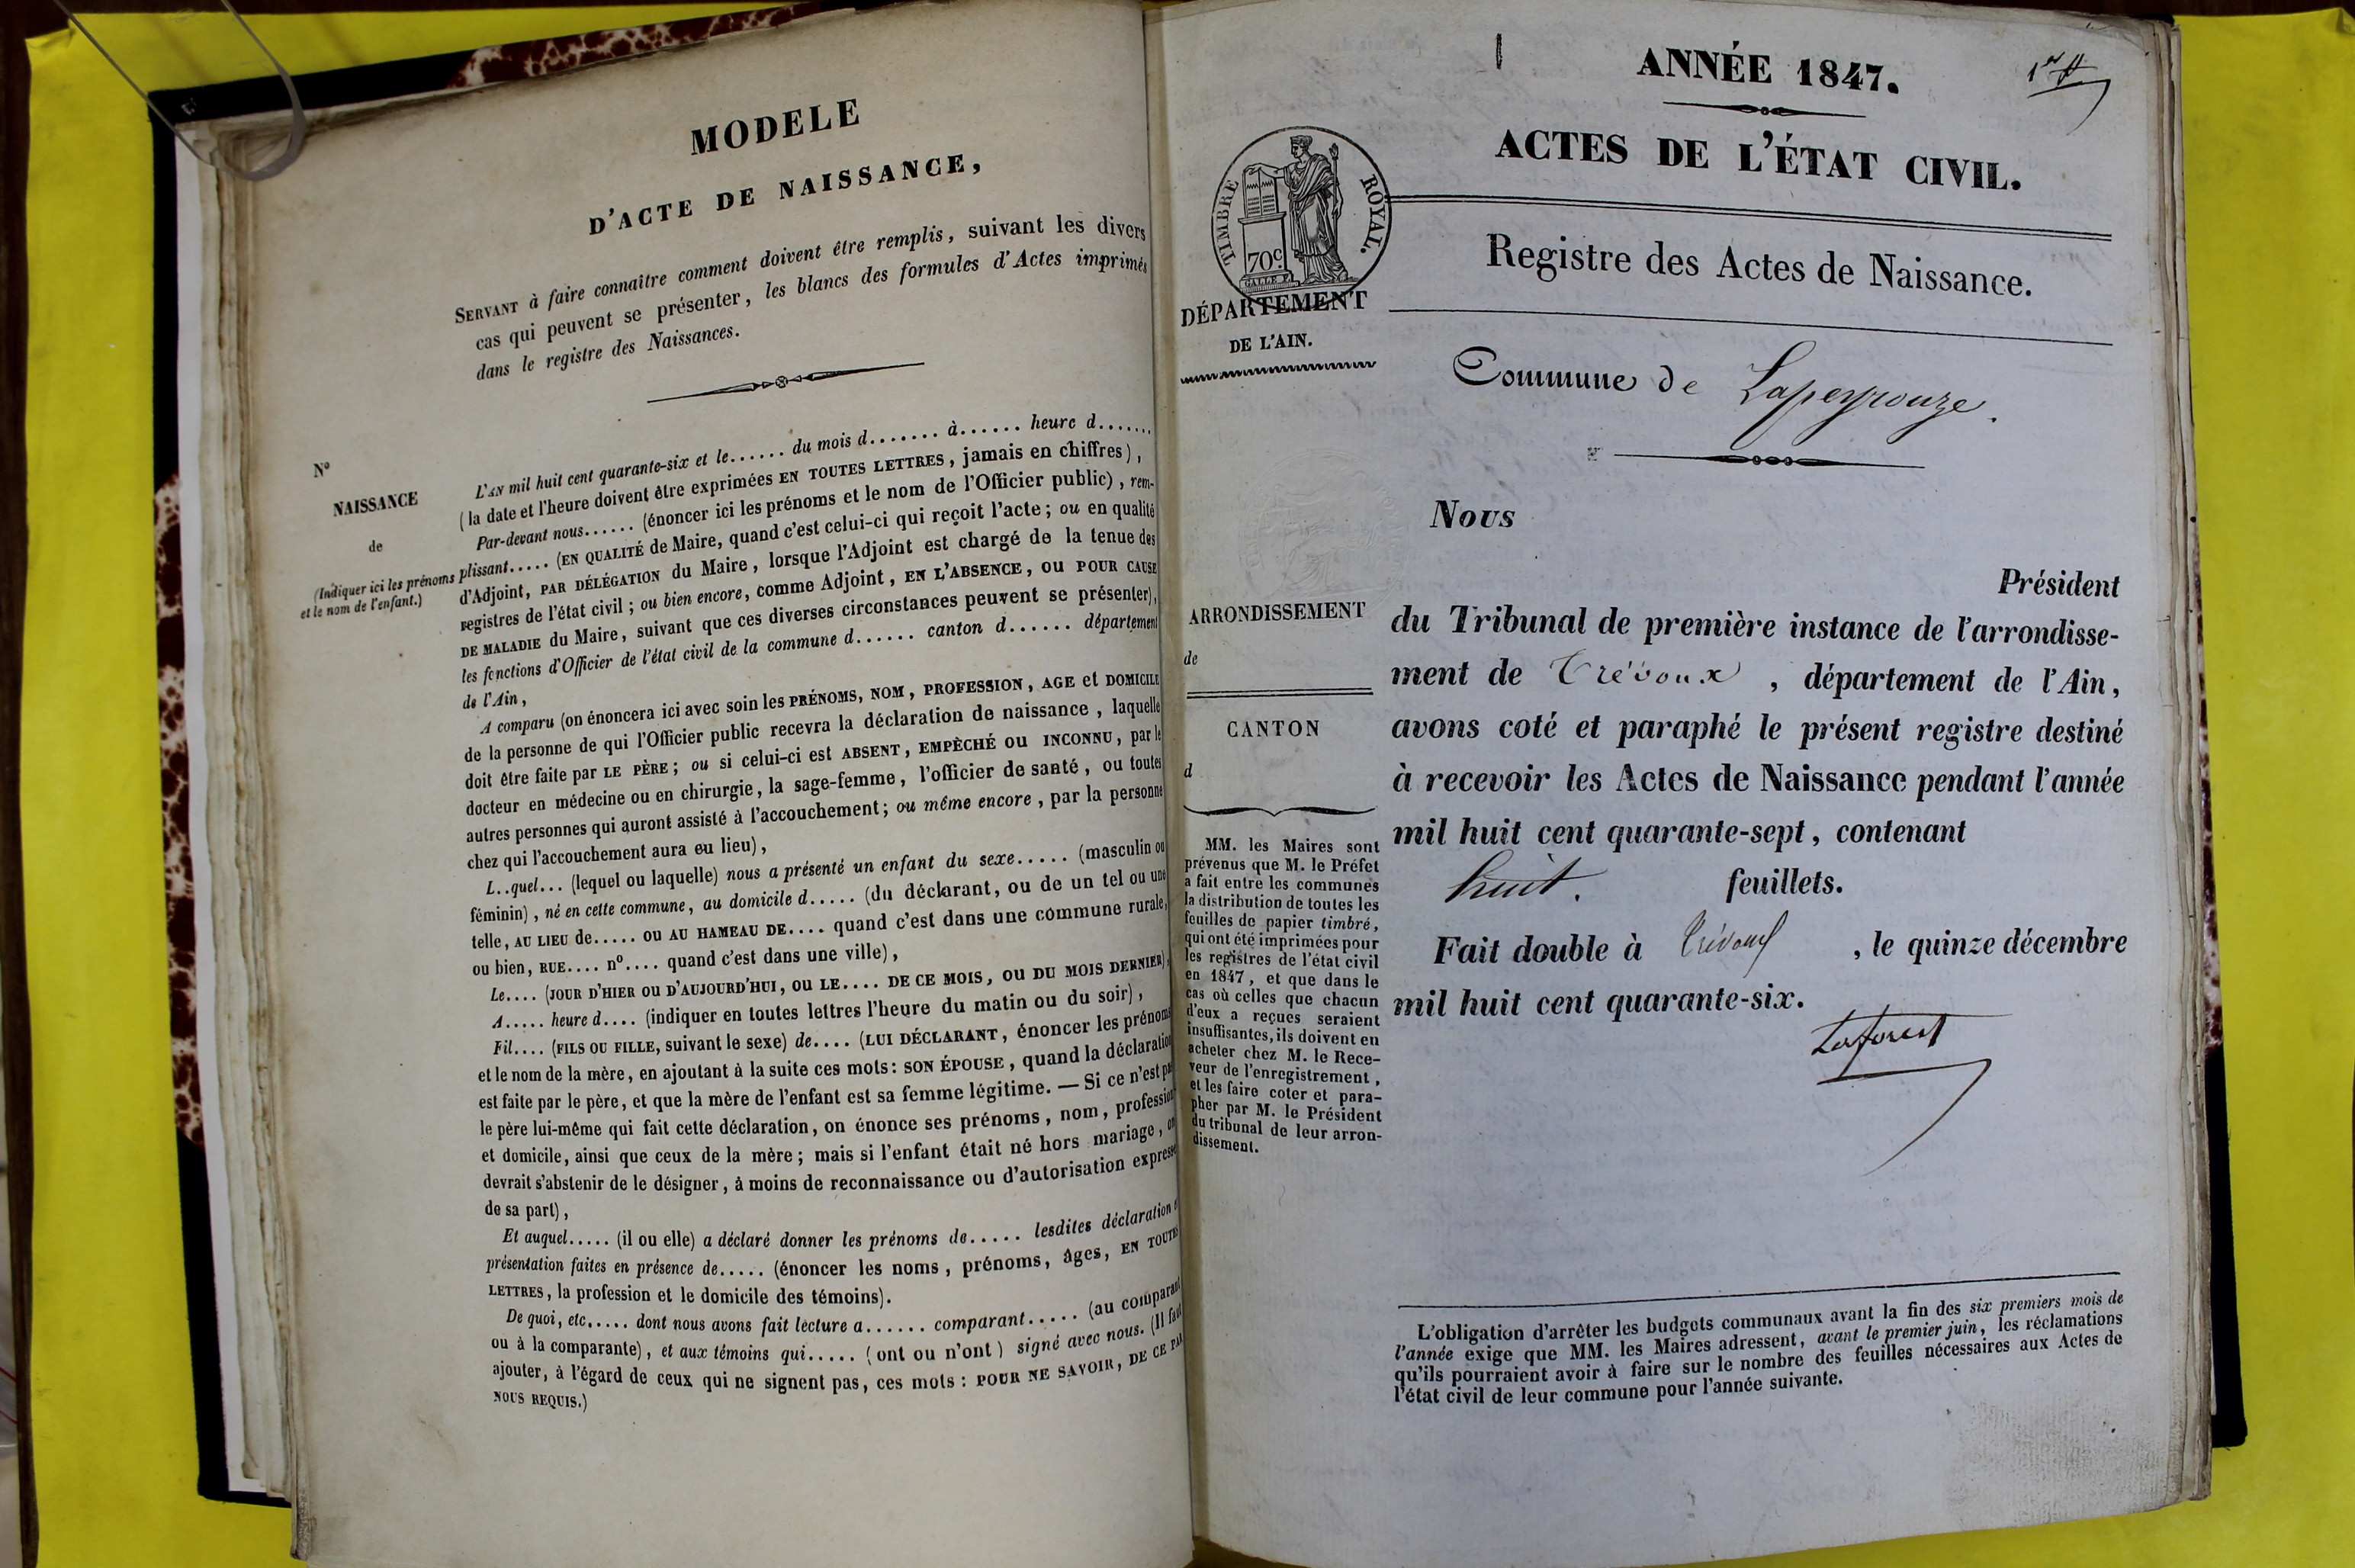 MODELE
D'ACTE DE NAISSANCE,
SERVANT à faire connaître comment doivent être remplis, suivant les divers
cas qui peuvent se présenter, les blancs des formules d'Actes imprimés
dans le registre des Naissances.
N°
NAISSANCE
de
(Indiquer ici les prénoms
et le nom de l'enfant.)
L'AN mil huit cent quarante-six et le...... du mois d....... à...... heure d.......
(la date et l'heure doivent être exprimées EN TOUTES LETTRES, jamais en chiffres),
Par-devant nous...... (énoncer ici les prénoms et le nom de l'Officier public), rem-
plissant..... (EN QUALITÉ de Maire, quand c'est celui-ci qui reçoit l'acte; ou en qualité
d'Adjoint, PAR DÉLÉGATION du Maire, lorsque l'Adjoint est chargé de la tenue des
registres de l'état civil; ou bien encore, comme Adjoint, EN L'ABSENCE, OU POUR CAUSE
DE MALADIE du Maire, suivant que ces diverses circonstances peuvent se présenter),
les fonctions d'Officier de l'état civil de la commune d...... canton d...... département
de l'Ain,
A comparu (on énoncera ici avec soin les PRÉNOMS, NOM, PROFESSION, AGE et DOMICILE
de la personne de qui l'Officier public recevra la déclaration de naissance, laquelle
doit être faite par LE PÈRE; ou si celui-ci est ABSENT, EMPÈCHÉ OU INCONNU, par le
docteur en médecine ou en chirurgie, la sage-femme, l'officier de santé, ou toutes
autres personnes qui auront assisté à l'accouchement; ou même encore, par la personne
chez qui l'accouchement aura eu lieu),
L..quel... (lequel ou laquelle) nous a présenté un enfant du sexe..... (masculin ou
féminin), né en cette commune, au domicile d..... (du déclarant, ou de un tel ou une
telle, AU LIEU de..... OU AU HAMEAU DE.... quand c'est dans une commune rurale,
ou bien, RUE.... n°.... quand c'est dans une ville),
Le.... (JOUR D'HIER OU D'AUJOURD'HUI, OU LE.... DE CE MOIS, OU DU MOIS DERNIER),
A..... heure d.... (indiquer en toutes lettres l'heure du matin ou du soir),
Fil.... (FILS OU FILLE, suivant le sexe) de.... (LUI DÉCLARANT, énoncer les prénoms
et le nom de la mère, en ajoutant à la suite ces mots: SON ÉPOUSE, quand la déclaration
est faite par le père, et que la mère de l'enfant est sa femme légitime. — Si ce n'est pas
le père lui-même qui fait cette déclaration, on énonce ses prénoms, nom, profession
et domicile, ainsi que ceux de la mère; mais si l'enfant était né hors mariage, on
devrait s'abstenir de le désigner, à moins de reconnaissance ou d'autorisation expresse
de sa part),
Et auquel..... (il ou elle) a déclaré donner les prénoms de..... lesdites déclaration
présentation faites en présence de..... (énoncer les noms, prénoms, âges, EN TOUTES
LETTRES, la profession et le domicile des témoins).
De quoi, etc..... dont nous avons fait lecture a...... comparant..... (au comparant
ou à la comparante), et aux témoins qui..... (ont ou n'ont) signé avec nous. (Il faut
ajouter, à l'égard de ceux qui ne signent pas, ces mots: POUR NE SAVOIR, DE CE PAR
NOUS REQUIS.)
1
ANNÉE 1847.
ACTES DE L'ÉTAT CIVIL.
TIMBRE ROYAL.
70c
Registre des Actes de Naissance.
DÉPARTEMENT
DE L'AIN.
Commune de Lapeyrouze.
Nous
Président
du Tribunal de première instance de l'arrondisse-
ment de Trévoux, département de l'Ain,
avons coté et paraphé le présent registre destiné
à recevoir les Actes de Naissance pendant l'année
mil huit cent quarante-sept, contenant
huit. feuillets.
Fait double à Trévoux, le quinze décembre
mil huit cent quarante-six.
Laforest
ARRONDISSEMENT
de
CANTON
d
MM. les Maires sont
prévenus que M. le Préfet
a fait entre les communes
la distribution de toutes les
feuilles de papier timbré,
qui ont été imprimées pour
les registres de l'état civil
en 1847, et que dans le
cas où celles que chacun
d'eux a reçues seraient
insuffisantes, ils doivent en
acheter chez M. le Rece-
veur de l'enregistrement,
et les faire coter et para-
pher par M. le Président
du tribunal de leur arron-
dissement.
L'obligation d'arrêter les budgets communaux avant la fin des six premiers mois de
l'année exige que MM. les Maires adressent, avant le premier juin, les réclamations
qu'ils pourraient avoir à faire sur le nombre des feuilles nécessaires aux Actes de
l'état civil de leur commune pour l'année suivante.